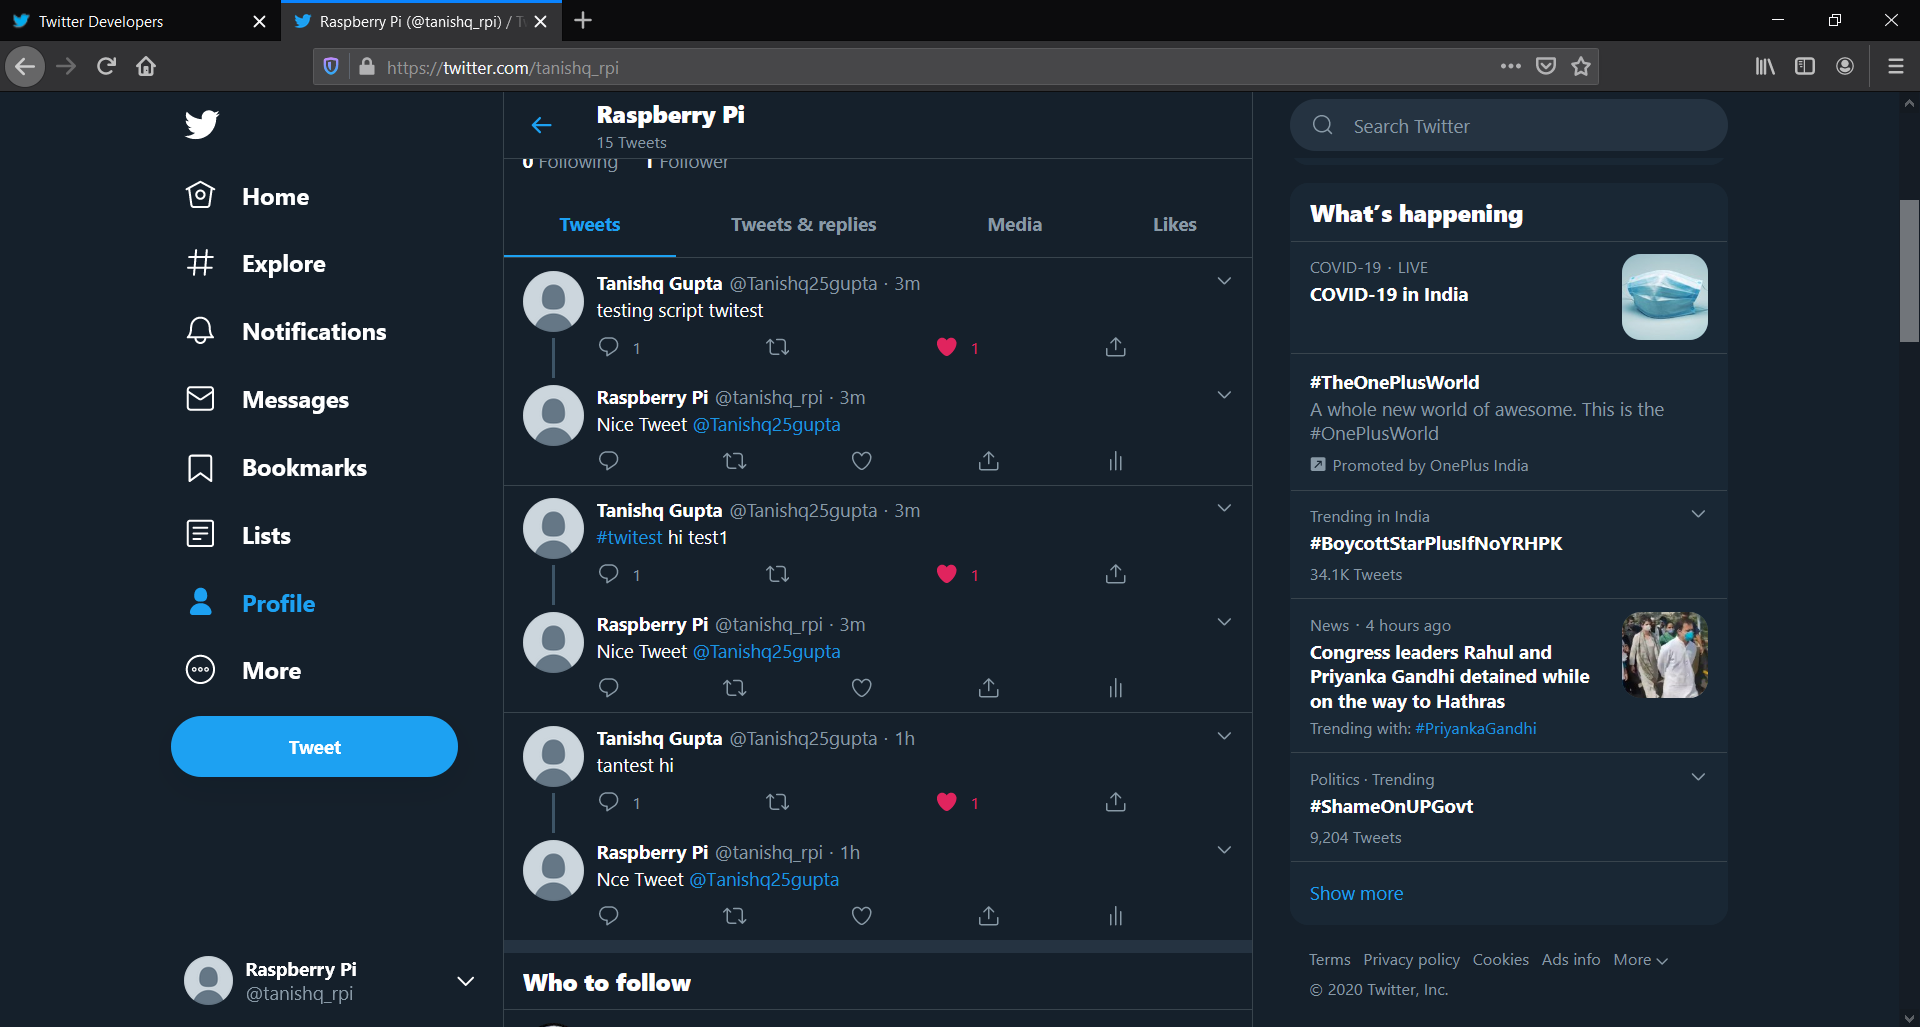 Twitter Developers
Raspberry Pi (@tanishq_rpi) / Tw
https://twitter.com/tanishq_rpi
Home
Explore
Notifications
Messages
Bookmarks
Lists
Profile
More
Tweet
Raspberry Pi
@tanishq_rpi
Raspberry Pi
15 Tweets
0 Following 1 Follower
Tweets Tweets & replies Media Likes
Tanishq Gupta @Tanishq25gupta · 3m
testing script twitest
1 1
Raspberry Pi @tanishq_rpi · 3m
Nice Tweet @Tanishq25gupta
Tanishq Gupta @Tanishq25gupta · 3m
#twitest hi test1
1 1
Raspberry Pi @tanishq_rpi · 3m
Nice Tweet @Tanishq25gupta
Tanishq Gupta @Tanishq25gupta · 1h
tantest hi
1 1
Raspberry Pi @tanishq_rpi · 1h
Nce Tweet @Tanishq25gupta
Who to follow
Search Twitter
What's happening
COVID-19 · LIVE
COVID-19 in India
#TheOnePlusWorld
A whole new world of awesome. This is the
#OnePlusWorld
Promoted by OnePlus India
Trending in India
#BoycottStarPlusIfNoYRHPK
34.1K Tweets
News · 4 hours ago
Congress leaders Rahul and
Priyanka Gandhi detained while
on the way to Hathras
Trending with: #PriyankaGandhi
Politics · Trending
#ShameOnUPGovt
9,204 Tweets
Show more
Terms Privacy policy Cookies Ads info More
© 2020 Twitter, Inc.